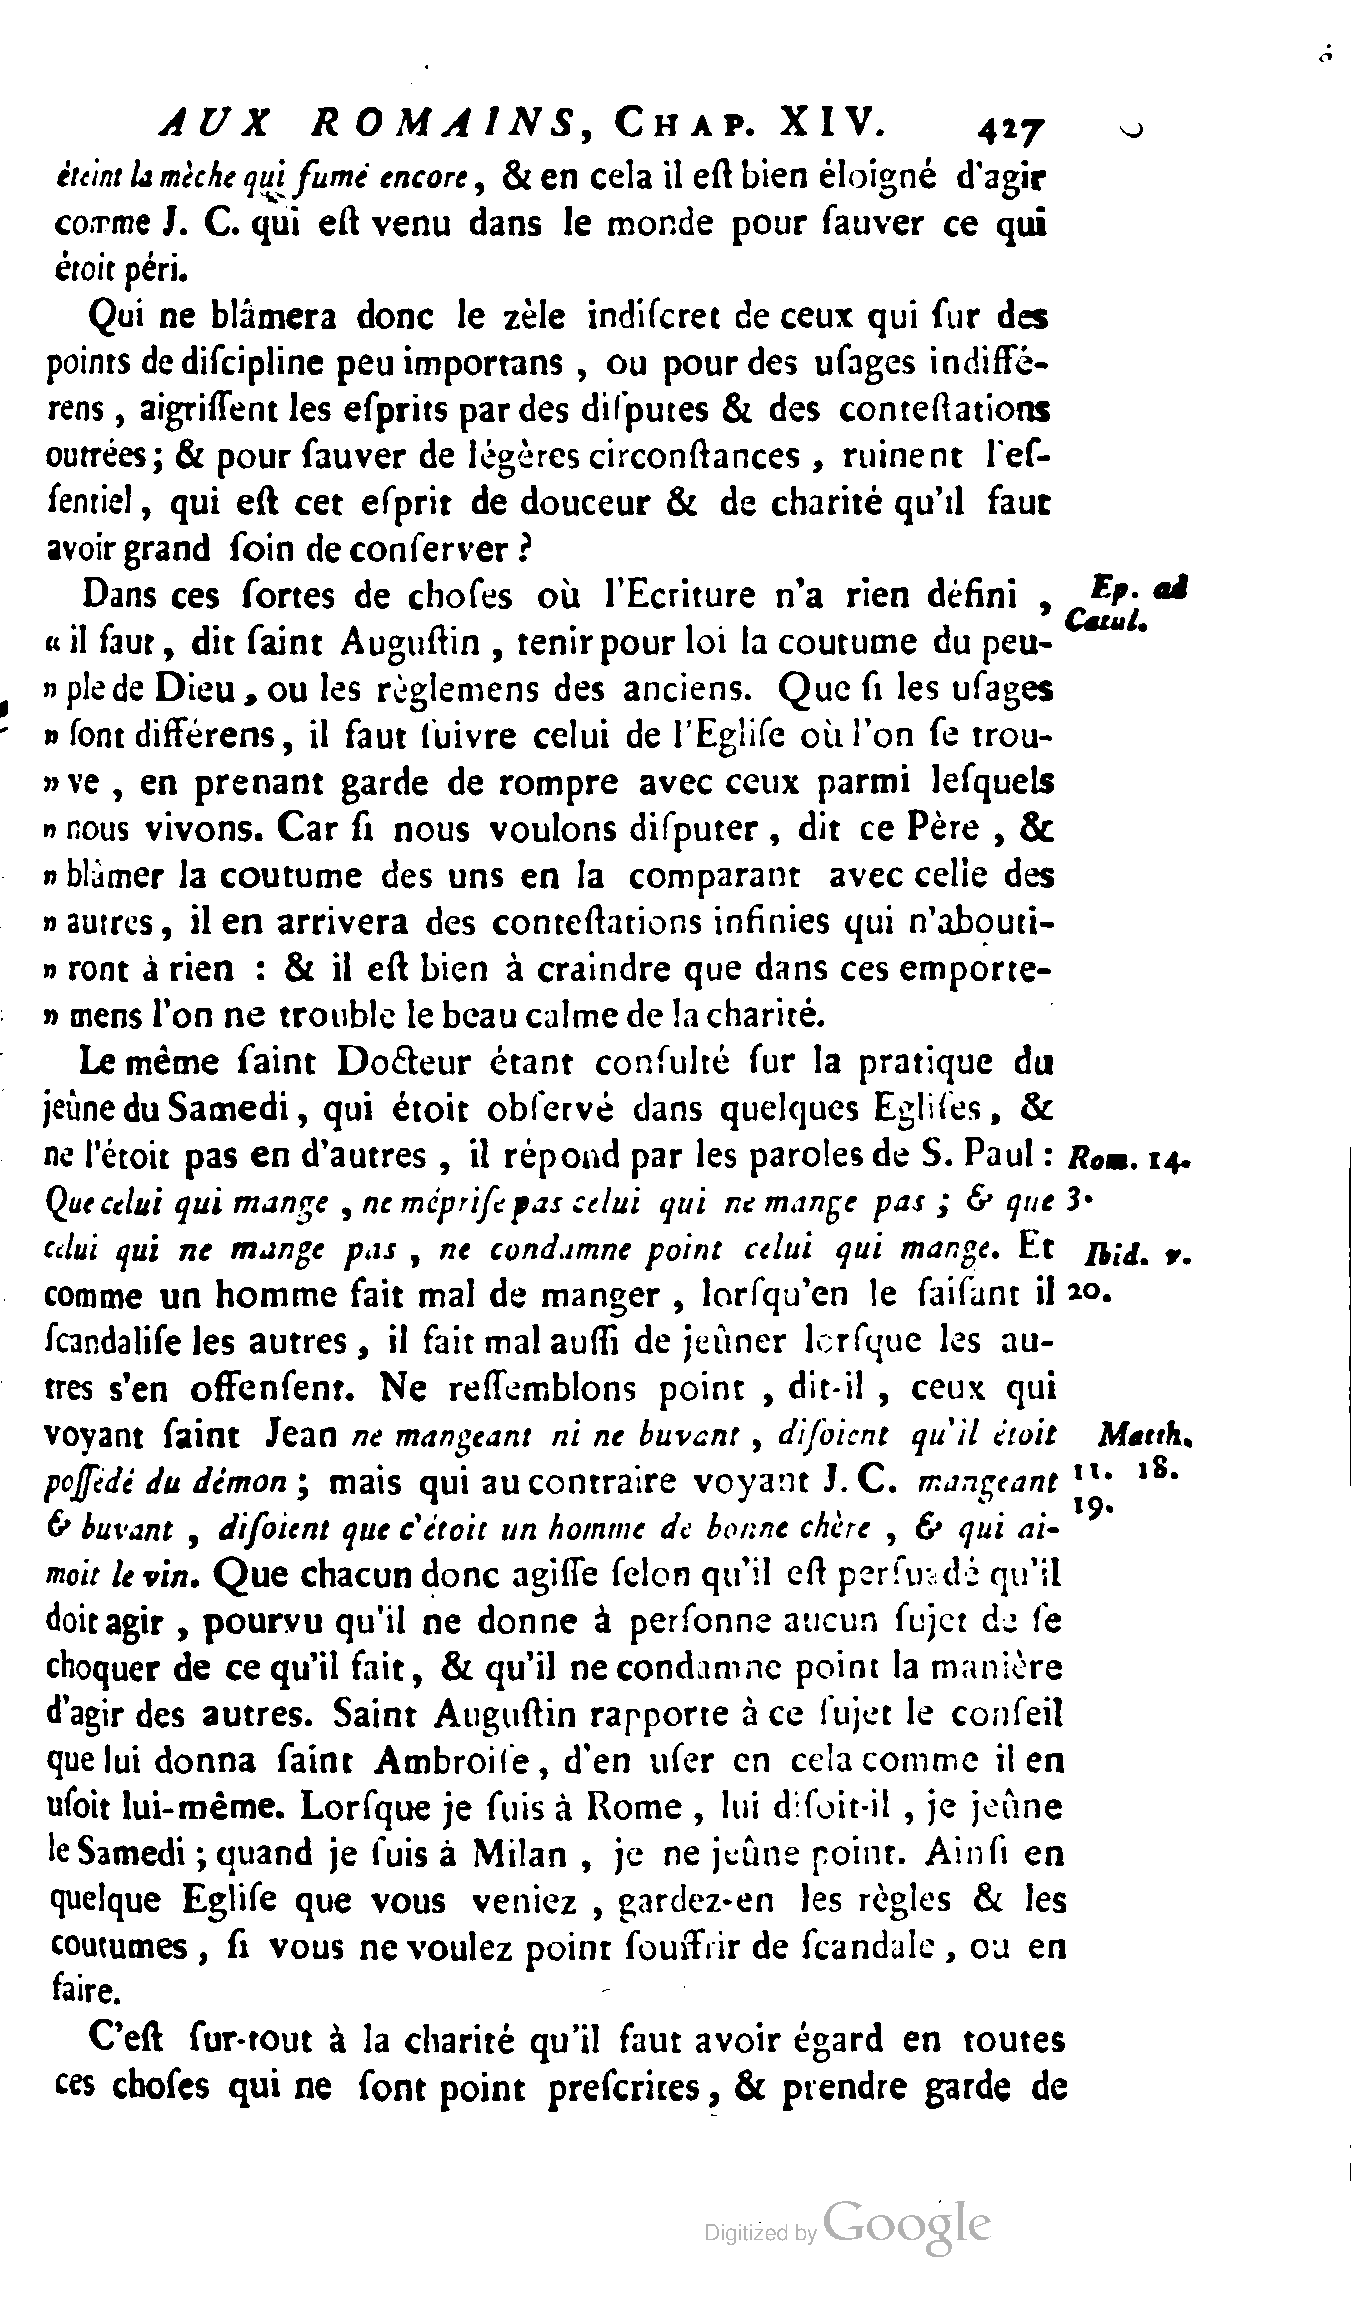 AUX ROMAINS, CHAP. XIV. 427
éteint la mèche qui fume encore, & en cela il eſt bien éloigné d'agir
comme J. C. qui eſt venu dans le monde pour ſauver ce qui
étoit péri.
Qui ne blâmera donc le zèle indiſcret de ceux qui ſur des
points de diſcipline peu importans, ou pour des uſages indiffé-
rens, aigriſſent les eſprits par des diſputes & des conteſtations
outrées; & pour ſauver de légères circonſtances, ruinent l'eſ-
ſentiel, qui eſt cet eſprit de douceur & de charité qu'il faut
avoir grand ſoin de conſerver?
Dans ces ſortes de choſes où l'Ecriture n'a rien défini, Ep. ad
Catul.
« il faut, dit ſaint Auguſtin, tenir pour loi la coutume du peu-
» ple de Dieu, ou les règlemens des anciens. Que ſi les uſages
» ſont différens, il faut ſuivre celui de l'Egliſe où l'on ſe trou-
» ve, en prenant garde de rompre avec ceux parmi leſquels
» nous vivons. Car ſi nous voulons diſputer, dit ce Père, &
» blâmer la coutume des uns en la comparant avec celle des
» autres, il en arrivera des conteſtations infinies qui n'abouti-
» ront à rien : & il eſt bien à craindre que dans ces emporte-
» mens l'on ne trouble le beau calme de la charité.
Le même ſaint Docteur étant conſulté ſur la pratique du
jeûne du Samedi, qui étoit obſervé dans quelques Egliſes, &
ne l'étoit pas en d'autres, il répond par les paroles de S. Paul : Rom. 14.
Que celui qui mange, ne mépriſe pas celui qui ne mange pas; & que 3.
celui qui ne mange pas, ne condamne point celui qui mange. Et Ibid. v.
comme un homme fait mal de manger, lorſqu'en le faiſant il 20.
ſcandaliſe les autres, il fait mal auſſi de jeûner lorſque les au-
tres s'en offenſent. Ne reſſemblons point, dit-il, ceux qui
voyant ſaint Jean ne mangeant ni ne buvant, diſoient qu'il étoit Matth.
poſſédé du démon; mais qui au contraire voyant J. C. mangeant 11. 18.
19.
& buvant, diſoient que c'étoit un homme de bonne chère, & qui ai-
moit le vin. Que chacun donc agiſſe ſelon qu'il eſt perſuadé qu'il
doit agir, pourvu qu'il ne donne à perſonne aucun ſujet de ſe
choquer de ce qu'il fait, & qu'il ne condamne point la manière
d'agir des autres. Saint Auguſtin rapporte à ce ſujet le conſeil
que lui donna ſaint Ambroiſe, d'en uſer en cela comme il en
uſoit lui-même. Lorſque je ſuis à Rome, lui diſoit-il, je jeûne
le Samedi; quand je ſuis à Milan, je ne jeûne point. Ainſi en
quelque Egliſe que vous veniez, gardez-en les règles & les
coutumes, ſi vous ne voulez point ſouffrir de ſcandale, ou en
faire.
C'eſt ſur-tout à la charité qu'il faut avoir égard en toutes
ces choſes qui ne ſont point preſcrites, & prendre garde de
Digitized by Google